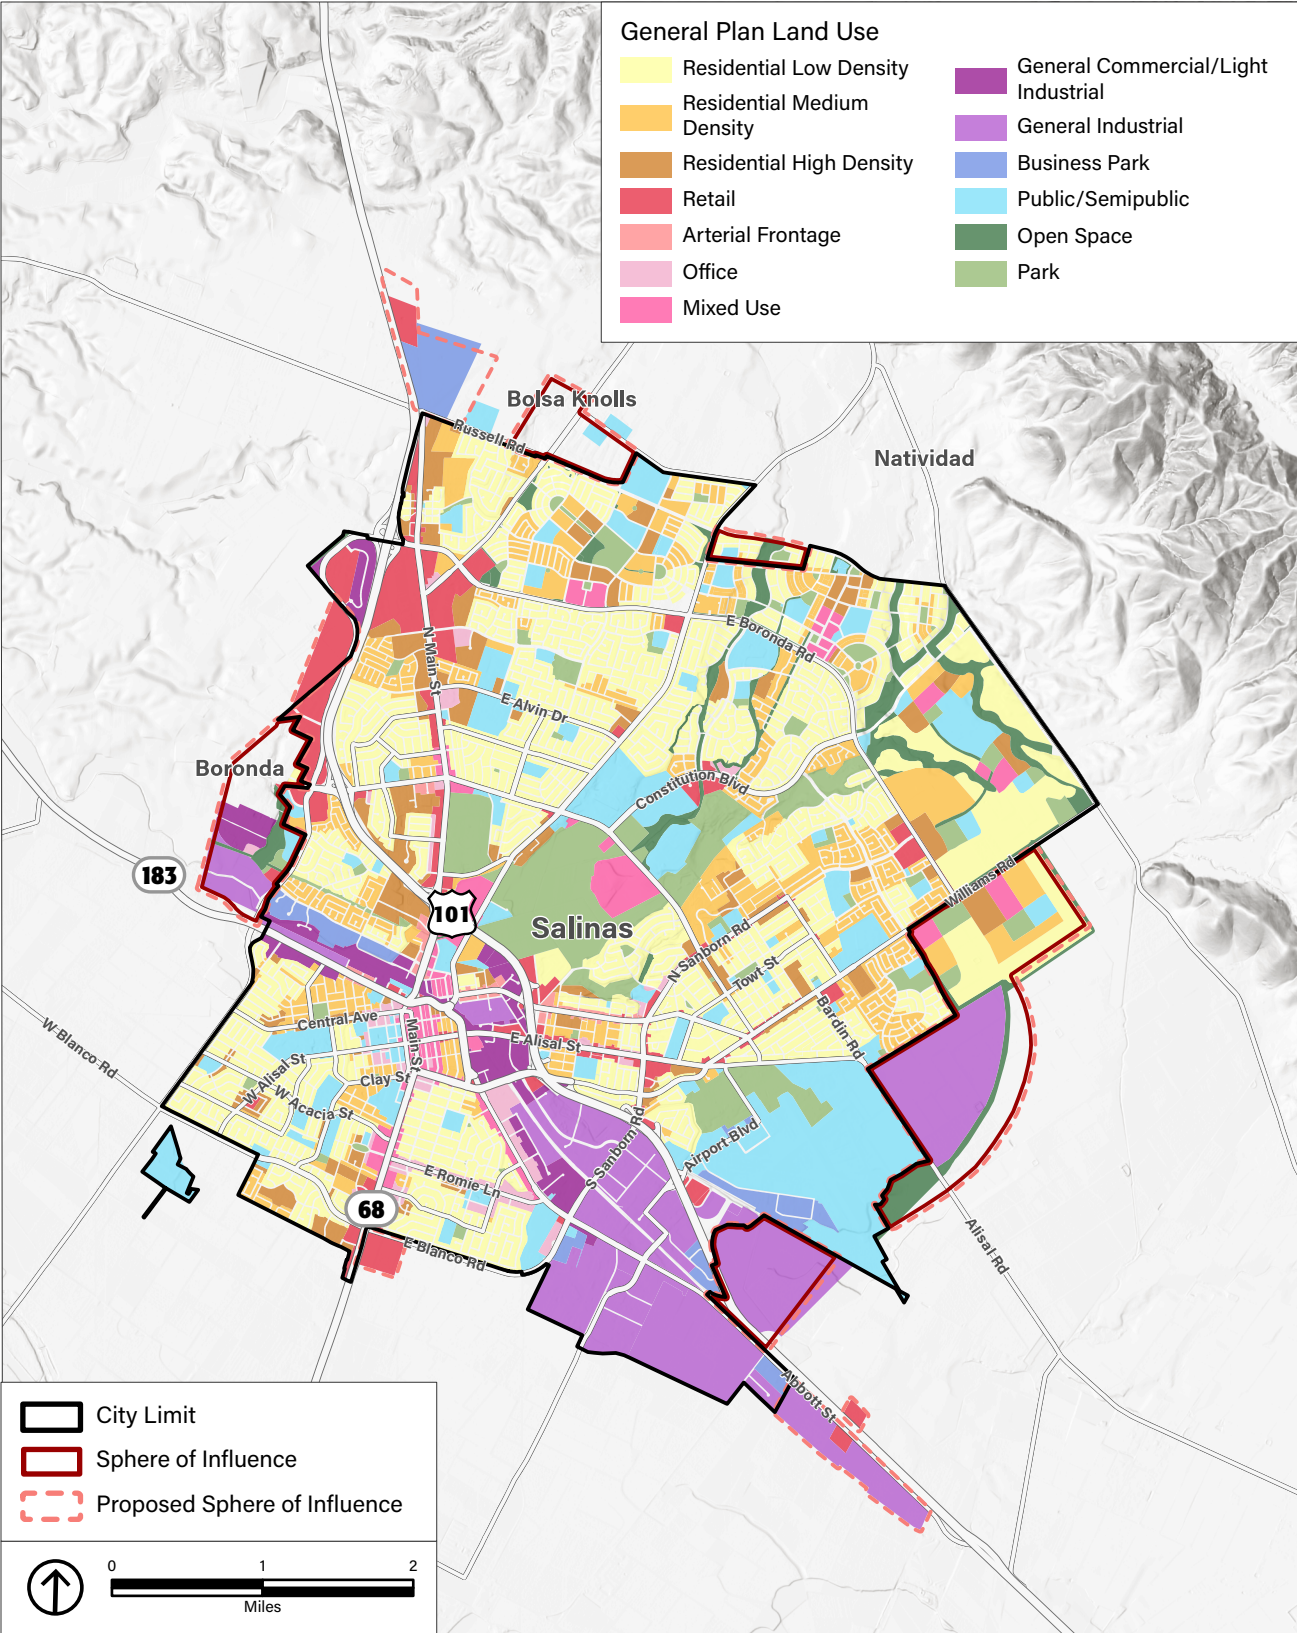 General Plan Land Use
Residential Low Density
Residential Medium
Density
Residential High Density
Retail
Arterial Frontage
Office
Mixed Use
General Commercial/Light
Industrial
General Industrial
Business Park
Public/Semipublic
Open Space
Park
Bolsa Knolls
Russell Rd
Natividad
E Boronda Rd
N Main St
E Alvin Dr
Boronda
Constitution Blvd
183
Williams Rd
101
Salinas
N Sanborn Rd
Towt St
Bardin Rd
Central Ave
Main St
E Alisal St
W Blanco Rd
W Alisal St
Clay St
W Acacia St
S Sanborn Rd
Airport Blvd
E Romie Ln
68
E Blanco Rd
Alisal Rd
Abbott St
City Limit
Sphere of Influence
Proposed Sphere of Influence
0 1 2
Miles